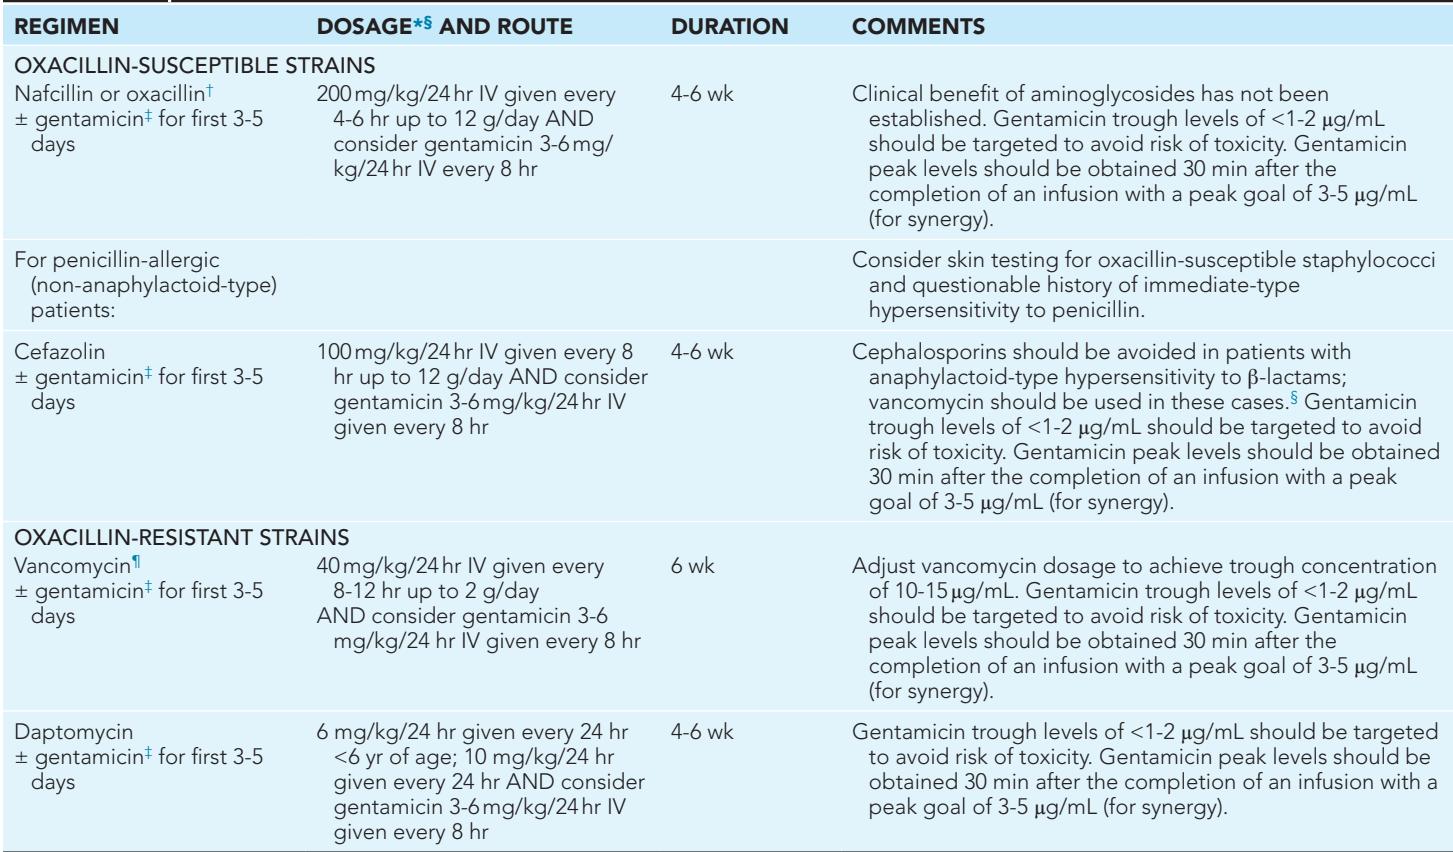 REGIMEN DOSAGE*§ AND ROUTE DURATION COMMENTS
OXACILLIN-SUSCEPTIBLE STRAINS
Nafcillin or oxacillin†
± gentamicin‡ for first 3-5
days
200 mg/kg/24 hr IV given every
4-6 hr up to 12 g/day AND
consider gentamicin 3-6 mg/
kg/24 hr IV every 8 hr
4-6 wk
Clinical benefit of aminoglycosides has not been
established. Gentamicin trough levels of <1-2 μg/mL
should be targeted to avoid risk of toxicity. Gentamicin
peak levels should be obtained 30 min after the
completion of an infusion with a peak goal of 3-5 μg/mL
(for synergy).
For penicillin-allergic
(non-anaphylactoid-type)
patients:
Consider skin testing for oxacillin-susceptible staphylococci
and questionable history of immediate-type
hypersensitivity to penicillin.
Cefazolin
± gentamicin‡ for first 3-5
days
100 mg/kg/24 hr IV given every 8
hr up to 12 g/day AND consider
gentamicin 3-6 mg/kg/24 hr IV
given every 8 hr
4-6 wk
Cephalosporins should be avoided in patients with
anaphylactoid-type hypersensitivity to β-lactams;
vancomycin should be used in these cases.§ Gentamicin
trough levels of <1-2 μg/mL should be targeted to avoid
risk of toxicity. Gentamicin peak levels should be obtained
30 min after the completion of an infusion with a peak
goal of 3-5 μg/mL (for synergy).
OXACILLIN-RESISTANT STRAINS
Vancomycin¶
± gentamicin‡ for first 3-5
days
40 mg/kg/24 hr IV given every
8-12 hr up to 2 g/day
AND consider gentamicin 3-6
mg/kg/24 hr IV given every 8 hr
6 wk
Adjust vancomycin dosage to achieve trough concentration
of 10-15 μg/mL. Gentamicin trough levels of <1-2 μg/mL
should be targeted to avoid risk of toxicity. Gentamicin
peak levels should be obtained 30 min after the
completion of an infusion with a peak goal of 3-5 μg/mL
(for synergy).
Daptomycin
± gentamicin‡ for first 3-5
days
6 mg/kg/24 hr given every 24 hr
<6 yr of age; 10 mg/kg/24 hr
given every 24 hr AND consider
gentamicin 3-6 mg/kg/24 hr IV
given every 8 hr
4-6 wk
Gentamicin trough levels of <1-2 μg/mL should be targeted
to avoid risk of toxicity. Gentamicin peak levels should be
obtained 30 min after the completion of an infusion with a
peak goal of 3-5 μg/mL (for synergy).